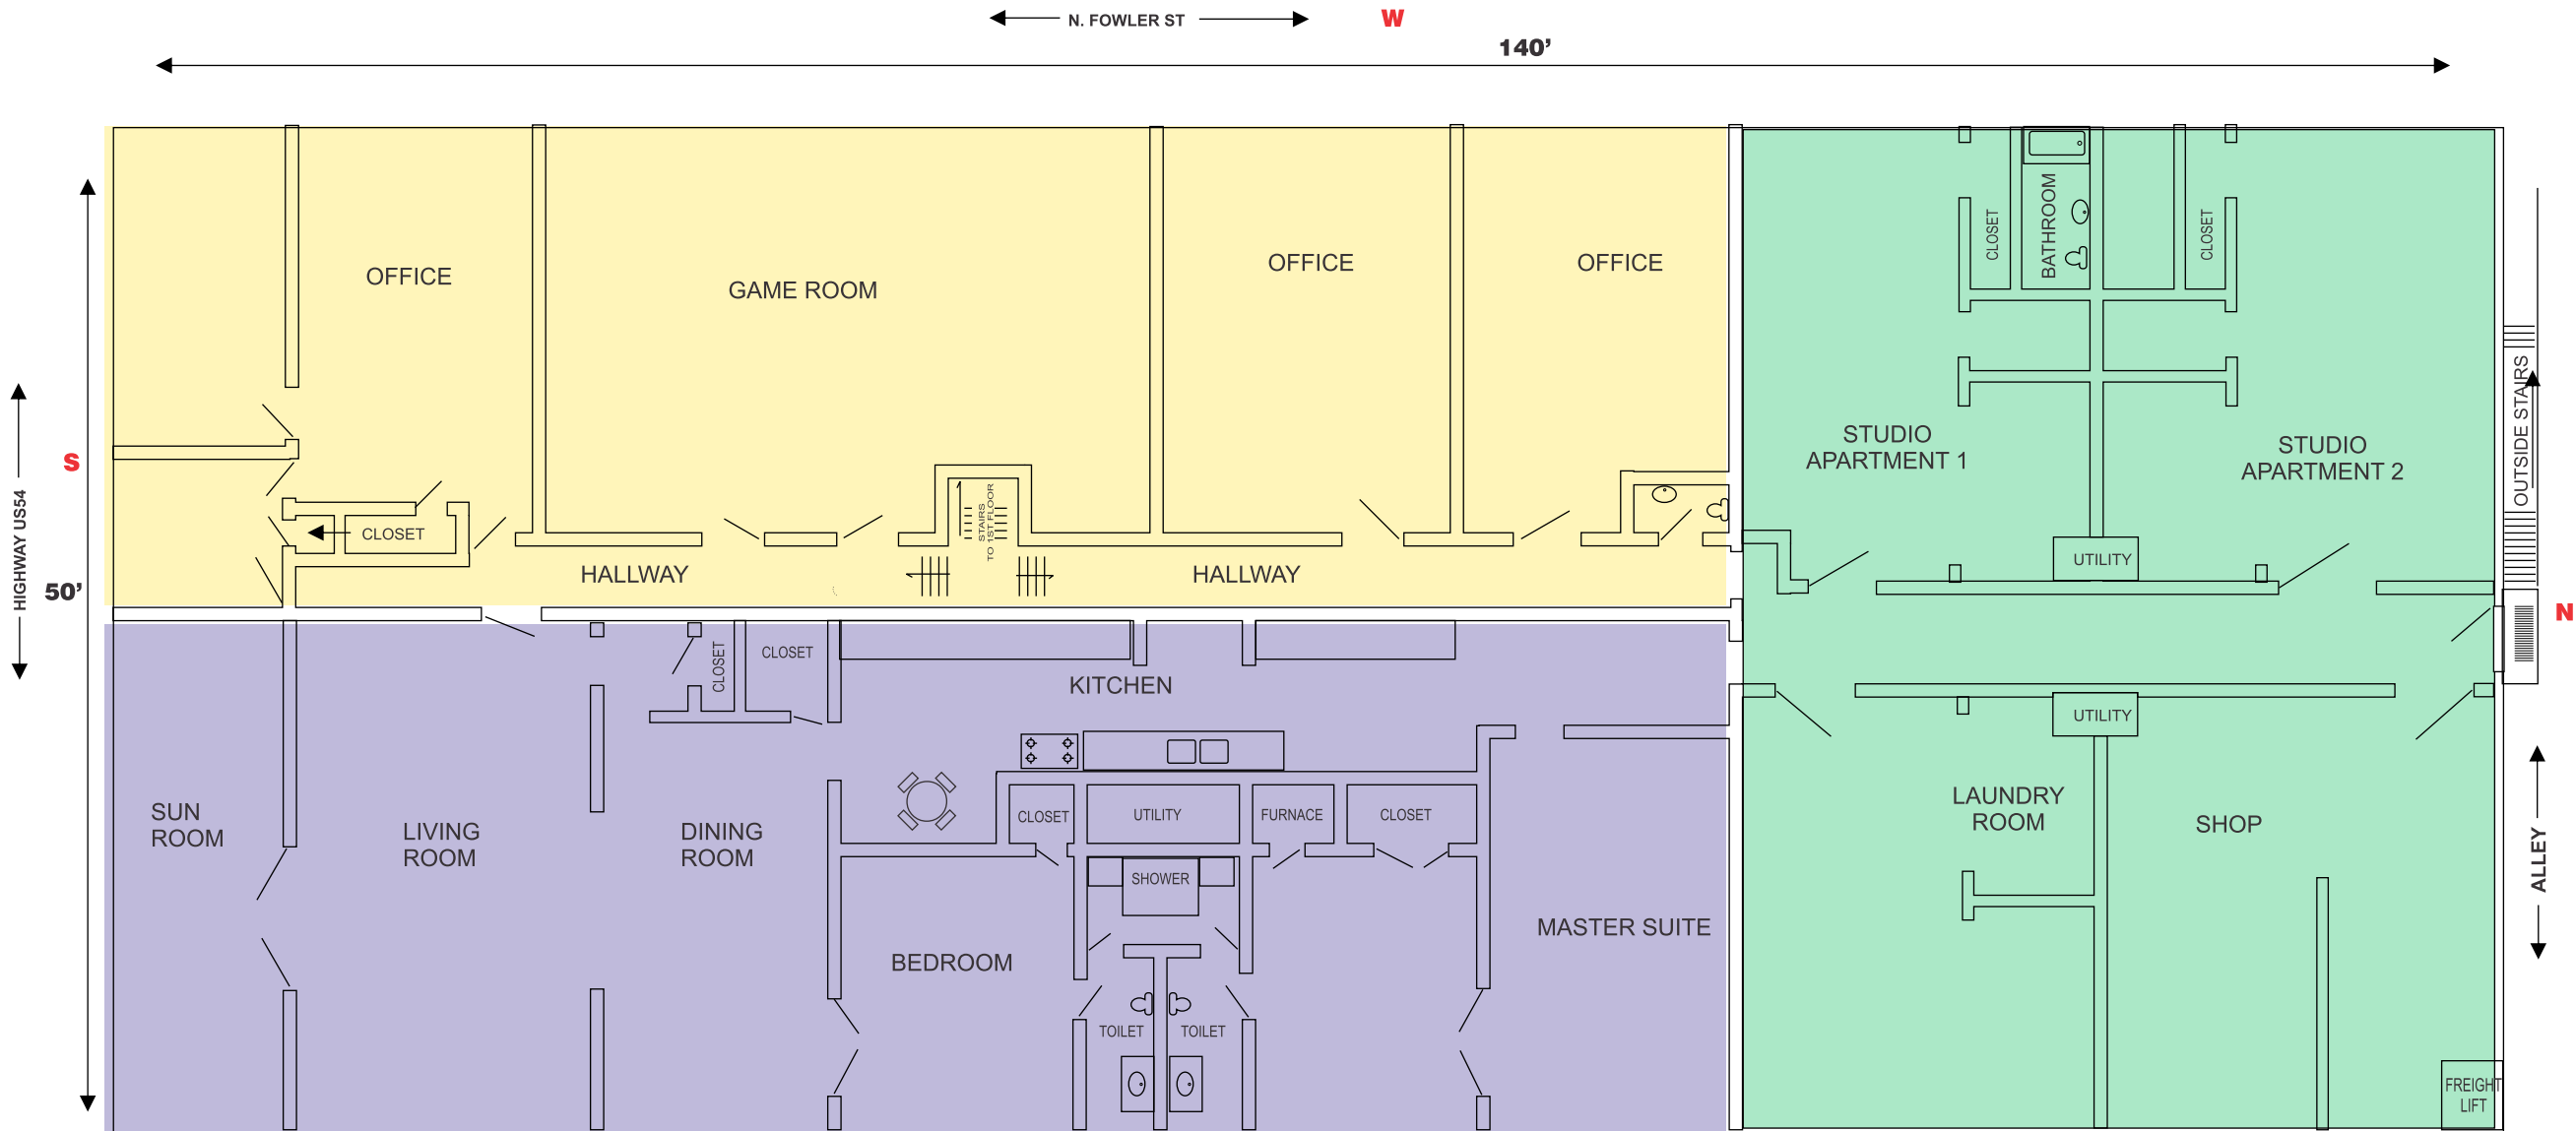 N. FOWLER ST
W
140’
S
HIGHWAY US54
50’
OFFICE
GAME ROOM
OFFICE
OFFICE
CLOSET
BATHROOM
CLOSET
STUDIO
APARTMENT 1
STUDIO
APARTMENT 2
OUTSIDE STAIRS
CLOSET
STAIRS
TO 1ST FLOOR
HALLWAY
HALLWAY
UTILITY
N
CLOSET
CLOSET
KITCHEN
UTILITY
SUN
ROOM
LIVING
ROOM
DINING
ROOM
CLOSET
UTILITY
FURNACE
CLOSET
LAUNDRY
ROOM
SHOP
ALLEY
SHOWER
BEDROOM
MASTER SUITE
TOILET
TOILET
FREIGHT
LIFT